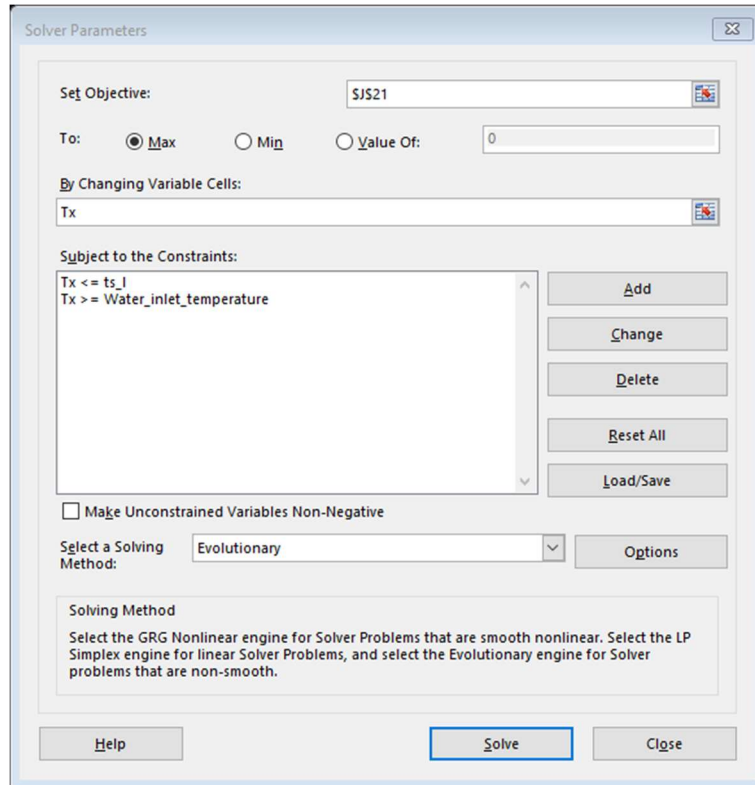 Solver Parameters
Set Objective:
$J$21
To:
Max
Min
Value Of:
0
By Changing Variable Cells:
Tx
Subject to the Constraints:
Tx <= ts_l
Tx >= Water_inlet_temperature
Add
Change
Delete
Reset All
Load/Save
Make Unconstrained Variables Non-Negative
Select a Solving
Method:
Evolutionary
Options
Solving Method
Select the GRG Nonlinear engine for Solver Problems that are smooth nonlinear. Select the LP
Simplex engine for linear Solver Problems, and select the Evolutionary engine for Solver
problems that are non-smooth.
Help
Solve
Close